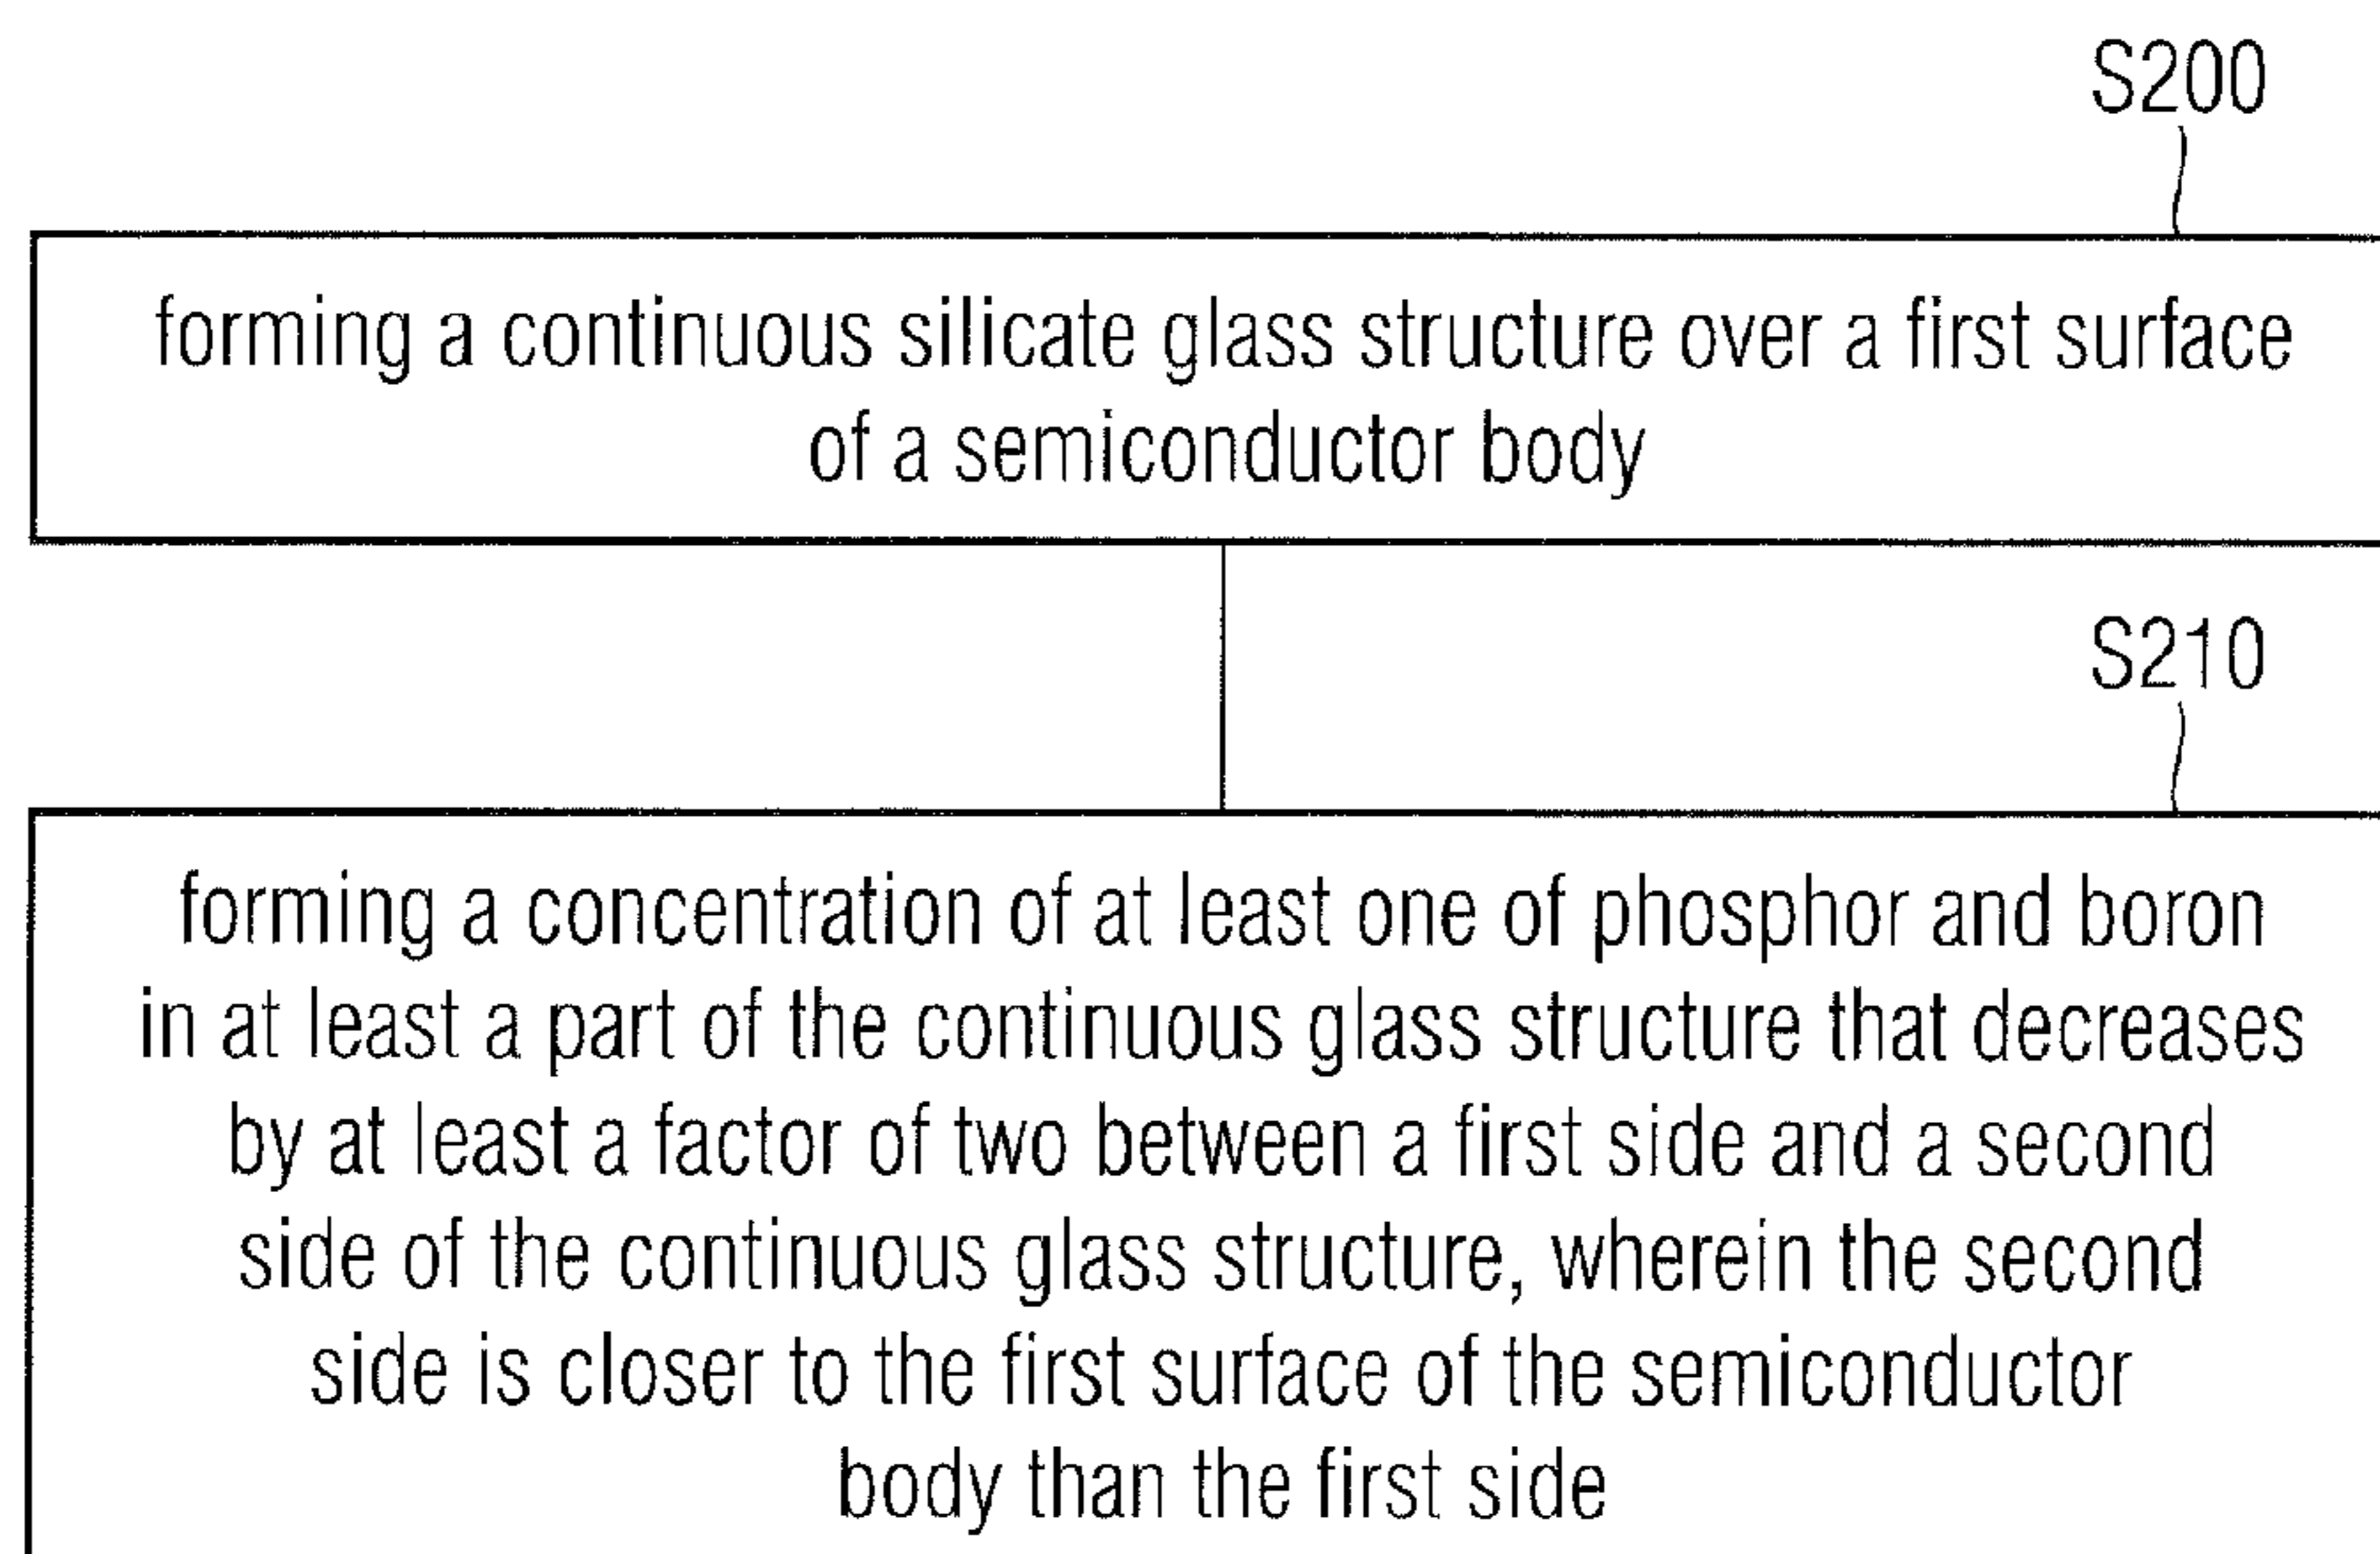 S200
forming a continuous silicate glass structure over a first surface
of a semiconductor body
S210
forming a concentration of at least one of phosphor and boron
in at least a part of the continuous glass structure that decreases
by at least a factor of two between a first side and a second
side of the continuous glass structure, wherein the second
side is closer to the first surface of the semiconductor
body than the first side